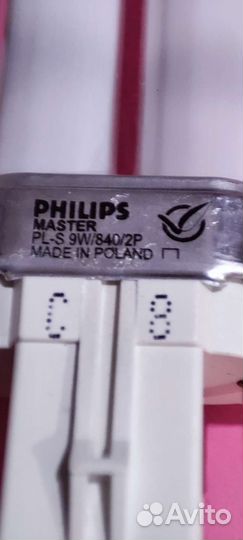 PHILIPS
MASTER
PL-S 9W/840/2P
MADE IN POLAND
C 8
Avito